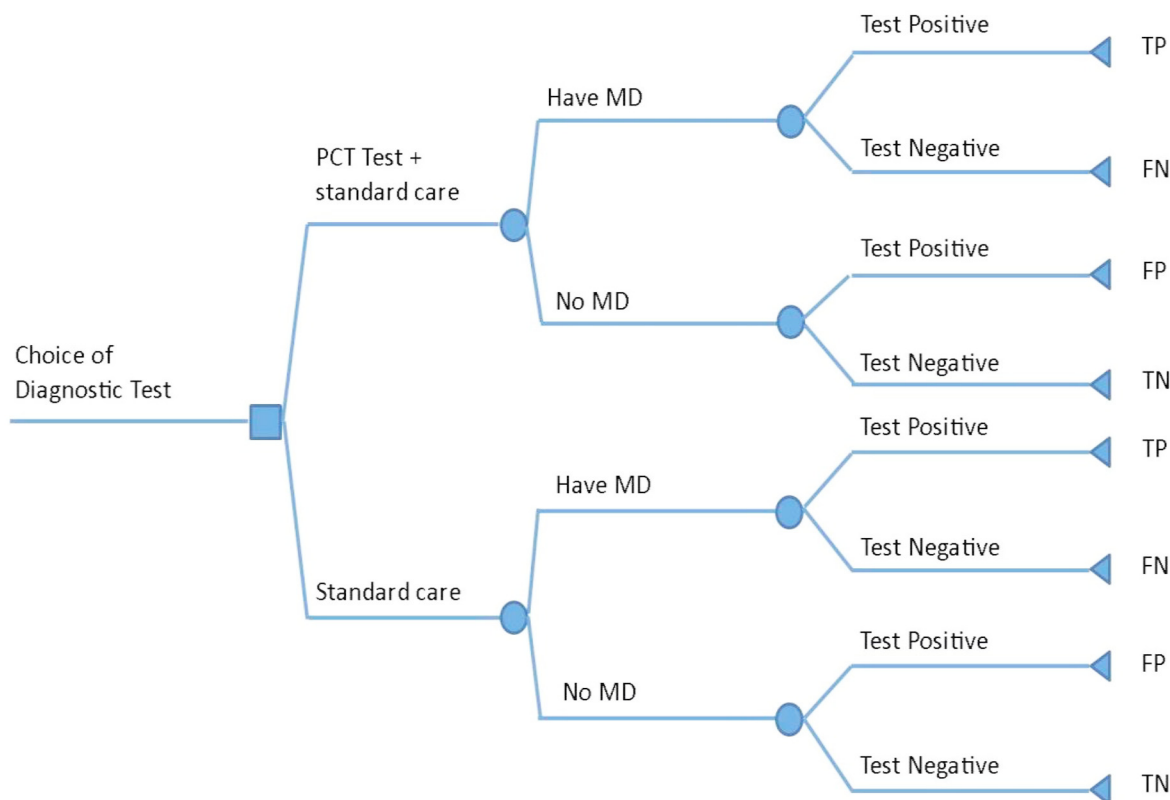 Test Positive
TP
Have MD
PCT Test +
standard care
Test Negative
FN
Test Positive
FP
No MD
Choice of
Diagnostic Test
Test Negative
TN
Test Positive
TP
Have MD
Test Negative
FN
Standard care
Test Positive
FP
No MD
Test Negative
TN